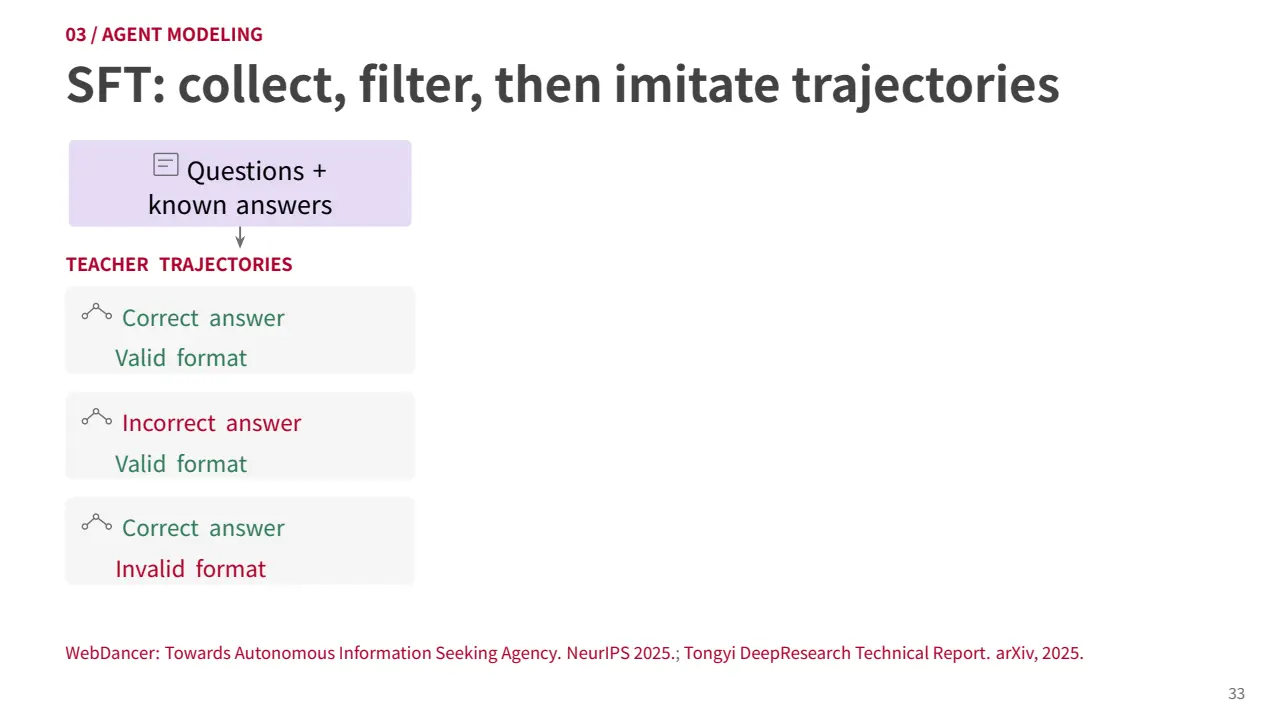 03 / AGENT MODELING
SFT: collect, filter, then imitate trajectories
Questions +
known answers
TEACHER TRAJECTORIES
Correct answer
Valid format
Incorrect answer
Valid format
Correct answer
Invalid format
WebDancer: Towards Autonomous Information Seeking Agency. NeurIPS 2025.; Tongyi DeepResearch Technical Report. arXiv, 2025.
33